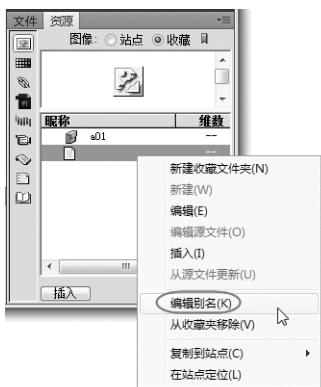 文件 资源
图像: 站点 收藏
昵称 维数
a01 --
--
新建收藏文件夹(N)
新建(W)
编辑(E)
编辑源文件(O)
插入(I)
从源文件更新(U)
编辑别名(K)
从收藏夹移除(V)
复制到站点(C)
在站点定位(L)
插入